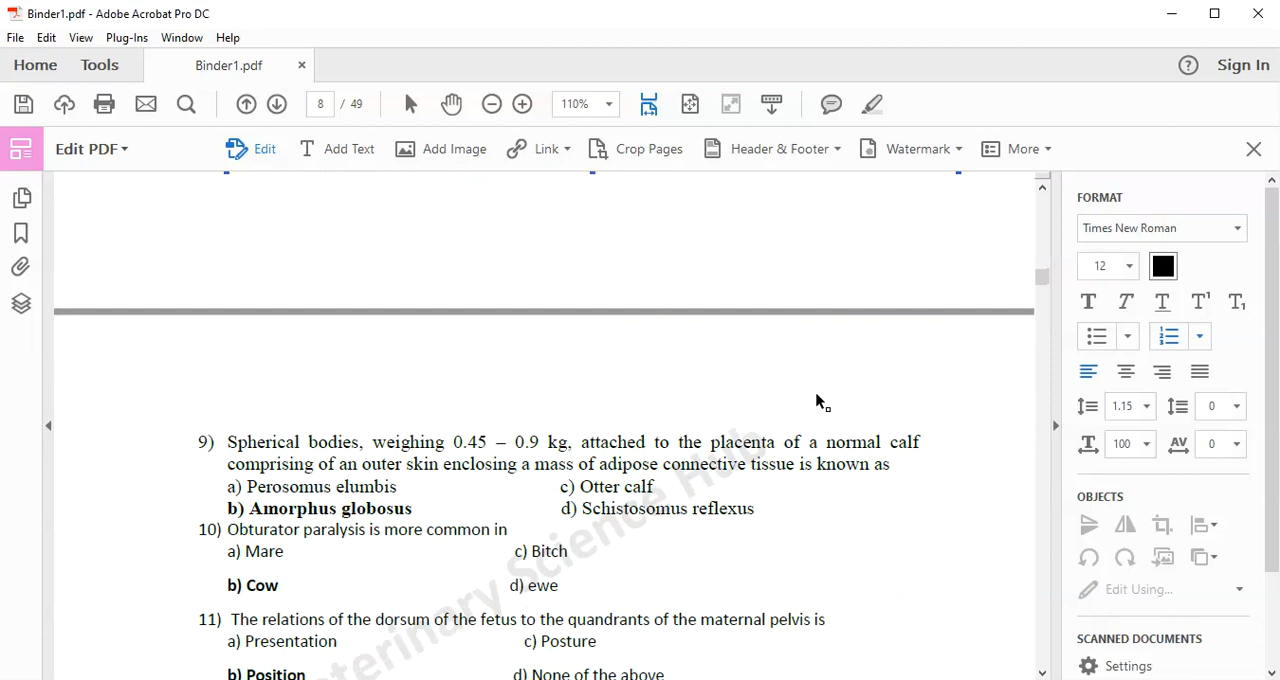 Binder1.pdf - Adobe Acrobat Pro DC
File Edit View Plug-Ins Window Help
Home Tools Binder1.pdf × ? Sign In
8 / 49 110%
Edit PDF Edit T Add Text Add Image Link Crop Pages Header & Footer Watermark More
FORMAT
Times New Roman
12
T T T T¹ T₁
1.15 0
T 100 AV 0
OBJECTS
Edit Using...
SCANNED DOCUMENTS
Settings
9) Spherical bodies, weighing 0.45 – 0.9 kg, attached to the placenta of a normal calf
comprising of an outer skin enclosing a mass of adipose connective tissue is known as
a) Perosomus elumbis c) Otter calf
b) Amorphus globosus d) Schistosomus reflexus
10) Obturator paralysis is more common in
a) Mare c) Bitch
b) Cow d) ewe
11) The relations of the dorsum of the fetus to the quandrants of the maternal pelvis is
a) Presentation c) Posture
b) Position d) None of the above
terinary Science Hub